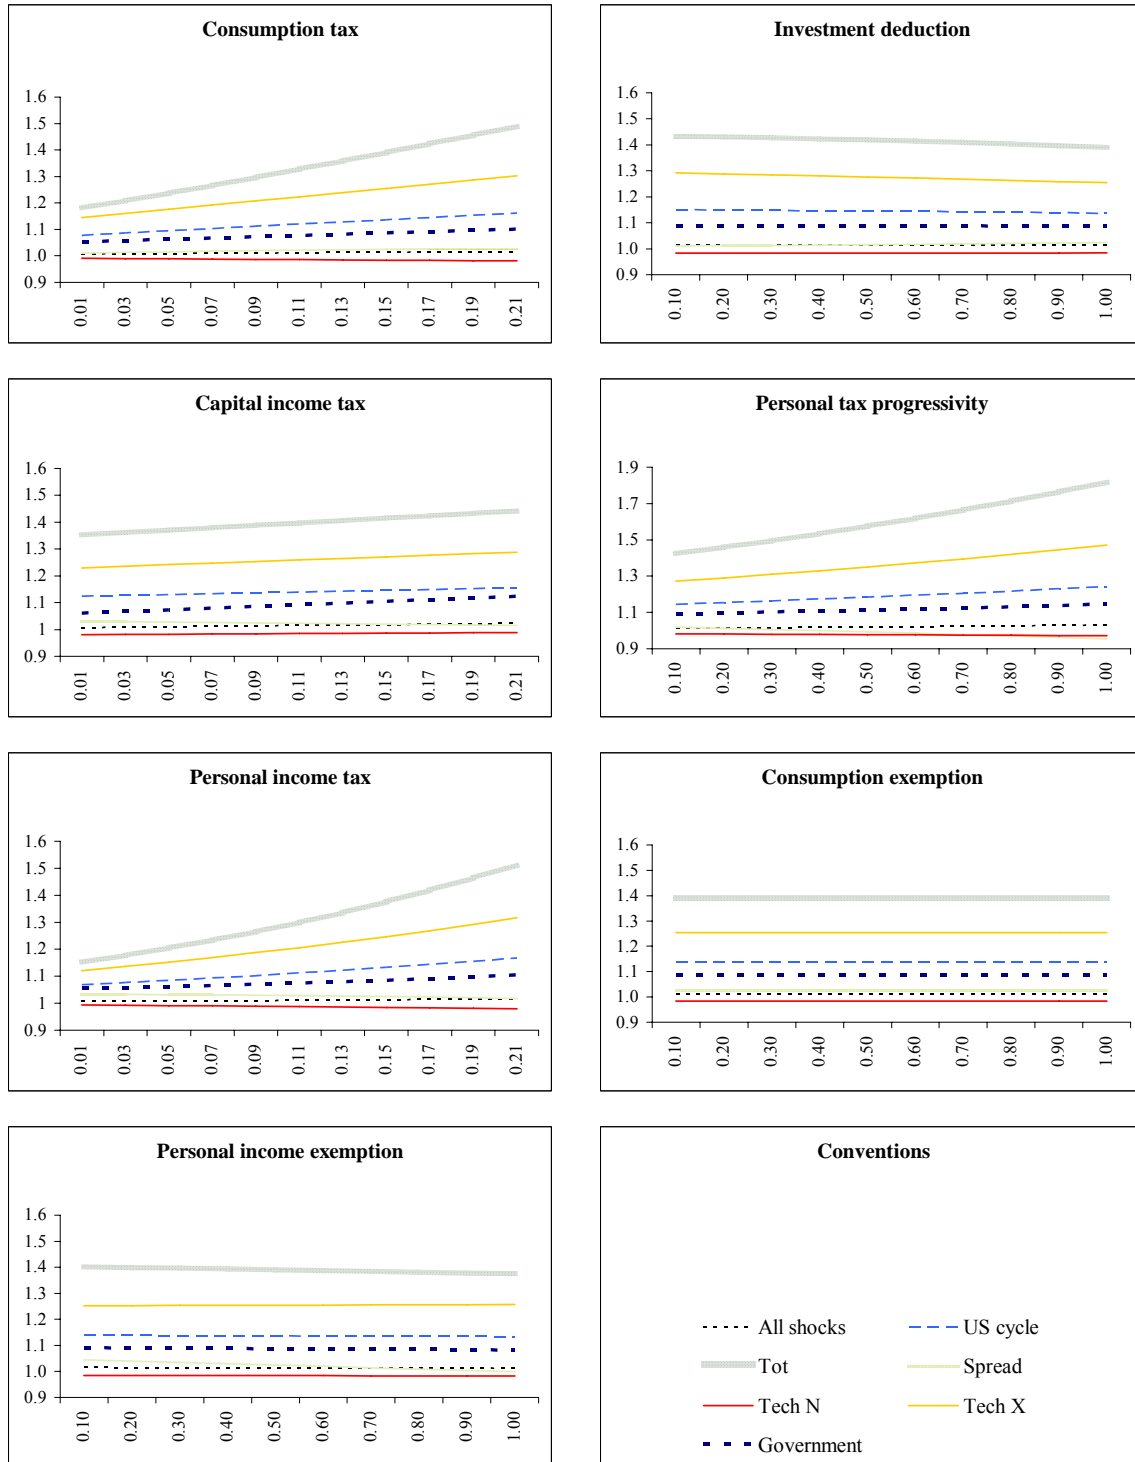 Consumption tax
1.6
1.5
1.4
1.3
1.2
1.1
1.0
0.9
0.01 0.03 0.05 0.07 0.09 0.11 0.13 0.15 0.17 0.19 0.21
Investment deduction
1.6
1.5
1.4
1.3
1.2
1.1
1.0
0.9
0.10 0.20 0.30 0.40 0.50 0.60 0.70 0.80 0.90 1.00
Capital income tax
1.6
1.5
1.4
1.3
1.2
1.1
1
0.9
0.01 0.03 0.05 0.07 0.09 0.11 0.13 0.15 0.17 0.19 0.21
Personal tax progressivity
1.9
1.7
1.5
1.3
1.1
0.9
0.10 0.20 0.30 0.40 0.50 0.60 0.70 0.80 0.90 1.00
Personal income tax
1.6
1.5
1.4
1.3
1.2
1.1
1
0.9
0.01 0.03 0.05 0.07 0.09 0.11 0.13 0.15 0.17 0.19 0.21
Consumption exemption
1.6
1.5
1.4
1.3
1.2
1.1
1.0
0.9
0.10 0.20 0.30 0.40 0.50 0.60 0.70 0.80 0.90 1.00
Personal income exemption
1.6
1.5
1.4
1.3
1.2
1.1
1.0
0.9
0.10 0.20 0.30 0.40 0.50 0.60 0.70 0.80 0.90 1.00
Conventions
All shocks US cycle
Tot Spread
Tech N Tech X
Government